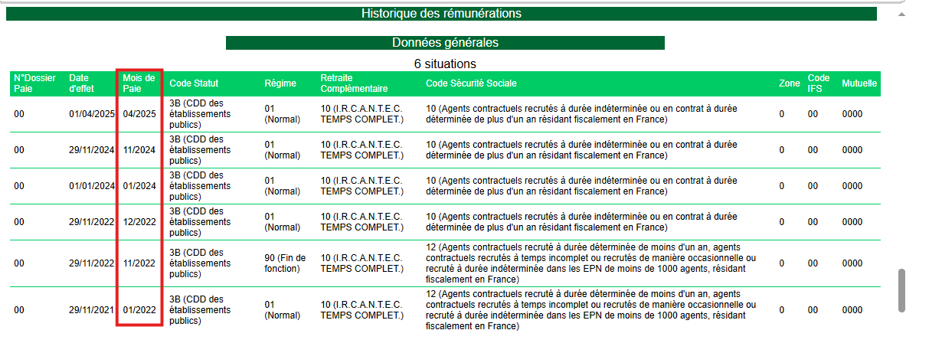 Historique des rémunérations
Données générales
6 situations
N°Dossier Paie Date d'effet Mois de Paie Code Statut Régime Retraite Complémentaire Code Sécurité Sociale Zone Code IFS Mutuelle
00 01/04/2025 04/2025 3B (CDD des établissements publics) 01 (Normal) 10 (I.R.C.A.N.T.E.C. TEMPS COMPLET.) 10 (Agents contractuels recrutés à durée indéterminée ou en contrat à durée déterminée de plus d'un an résidant fiscalement en France) 0 00 0000
00 29/11/2024 11/2024 3B (CDD des établissements publics) 01 (Normal) 10 (I.R.C.A.N.T.E.C. TEMPS COMPLET.) 10 (Agents contractuels recrutés à durée indéterminée ou en contrat à durée déterminée de plus d'un an résidant fiscalement en France) 0 00 0000
00 01/01/2024 01/2024 3B (CDD des établissements publics) 01 (Normal) 10 (I.R.C.A.N.T.E.C. TEMPS COMPLET.) 10 (Agents contractuels recrutés à durée indéterminée ou en contrat à durée déterminée de plus d'un an résidant fiscalement en France) 0 00 0000
00 29/11/2022 12/2022 3B (CDD des établissements publics) 01 (Normal) 10 (I.R.C.A.N.T.E.C. TEMPS COMPLET.) 10 (Agents contractuels recrutés à durée indéterminée ou en contrat à durée déterminée de plus d'un an résidant fiscalement en France) 0 00 0000
00 29/11/2022 11/2022 3B (CDD des établissements publics) 90 (Fin de fonction) 10 (I.R.C.A.N.T.E.C. TEMPS COMPLET.) 12 (Agents contractuels recruté à durée déterminée de moins d'un an, agents contractuels recrutés à temps incomplet ou recrutés de manière occasionnelle ou recruté à durée indéterminée dans les EPN de moins de 1000 agents, résidant fiscalement en France) 0 00 0000
00 29/11/2021 01/2022 3B (CDD des établissements publics) 01 (Normal) 10 (I.R.C.A.N.T.E.C. TEMPS COMPLET.) 12 (Agents contractuels recruté à durée déterminée de moins d'un an, agents contractuels recrutés à temps incomplet ou recrutés de manière occasionnelle ou recruté à durée indéterminée dans les EPN de moins de 1000 agents, résidant fiscalement en France) 0 00 0000